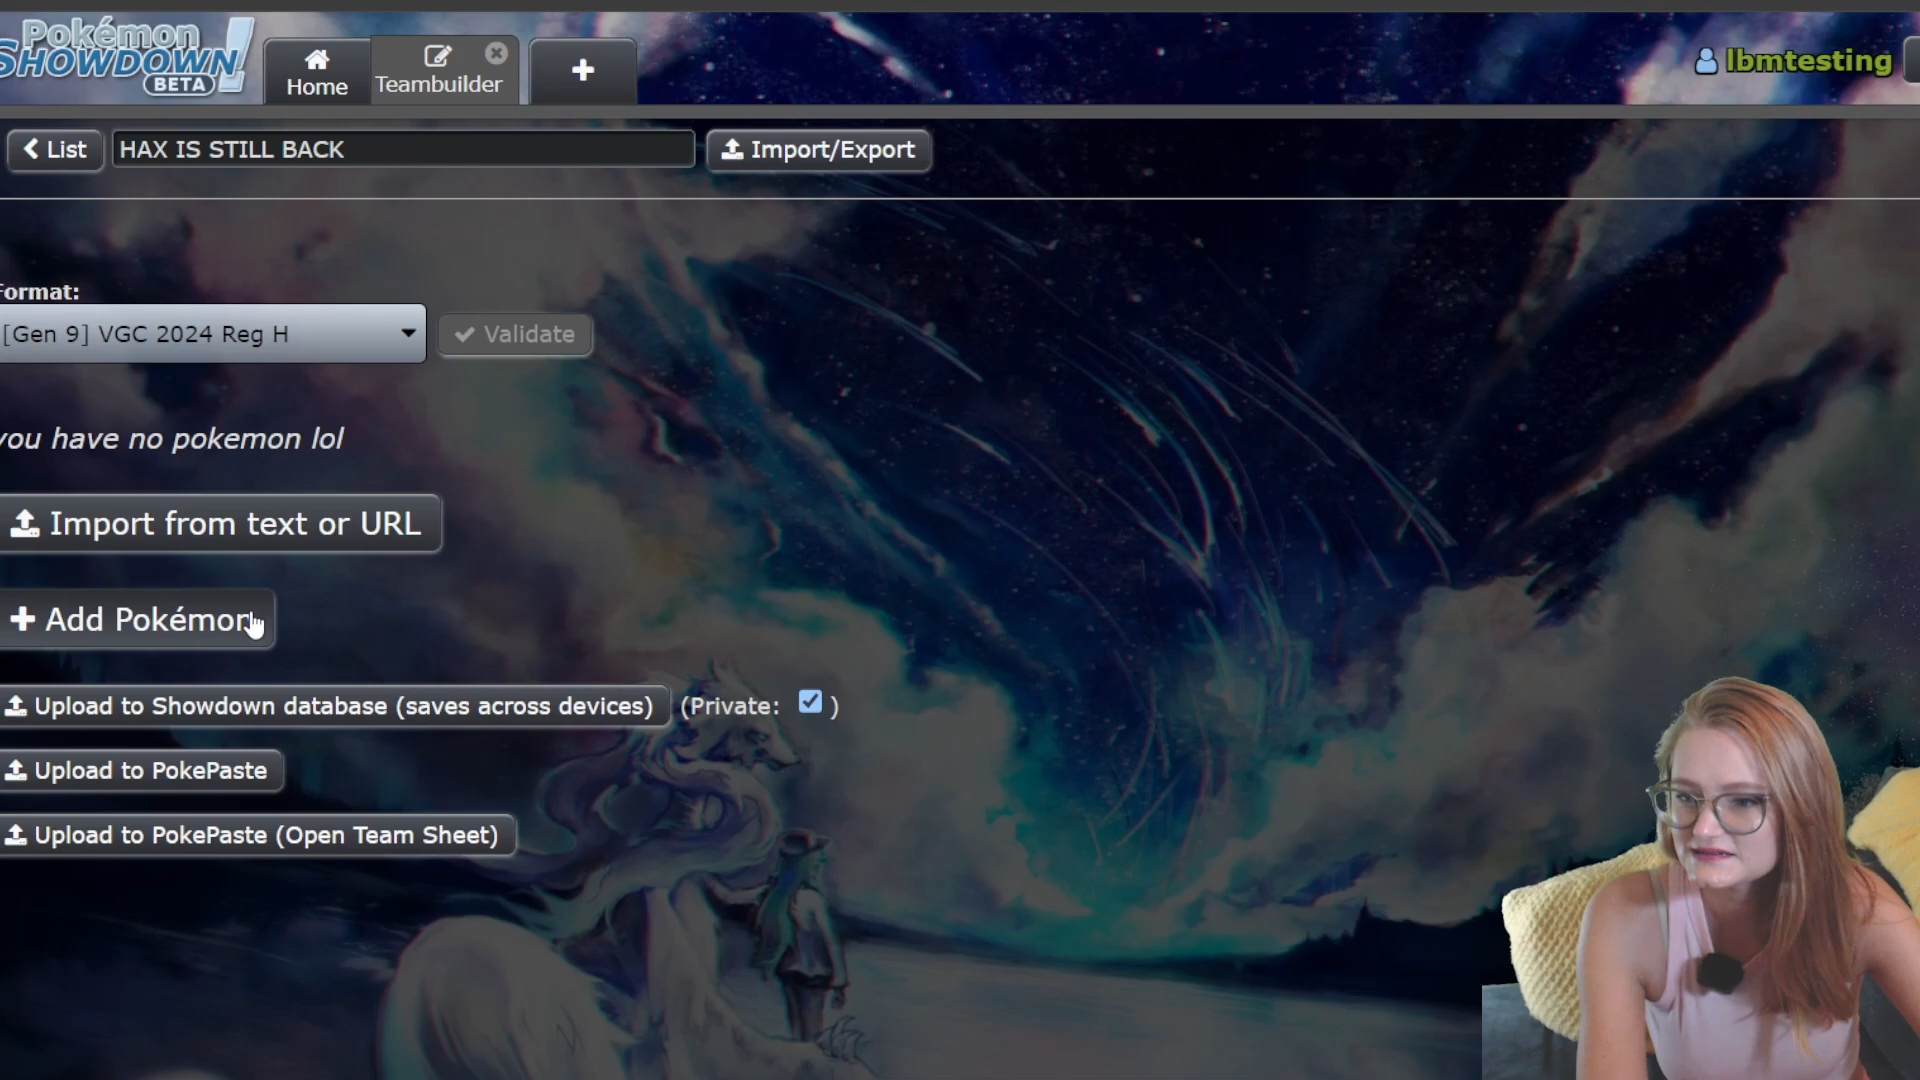 Pokémon
SHOWDOWN!
BETA
Home
Teambuilder
lbmtesting
List
HAX IS STILL BACK
Import/Export
Format:
[Gen 9] VGC 2024 Reg H
Validate
you have no pokemon lol
Import from text or URL
Add Pokémon
Upload to Showdown database (saves across devices)
(Private: )
Upload to PokePaste
Upload to PokePaste (Open Team Sheet)